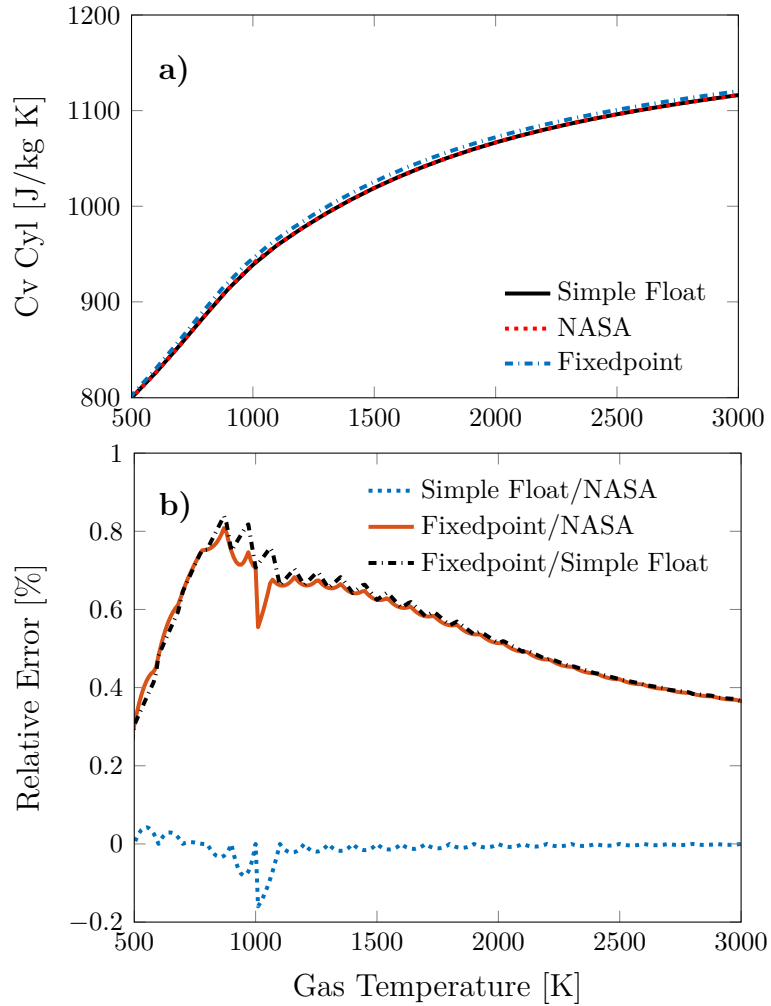 1200
1100
1000
900
800
Cv Cyl [J/kg K]
a)
Simple Float
NASA
Fixedpoint
500 1000 1500 2000 2500 3000
1
0.8
0.6
0.4
0.2
0
−0.2
Relative Error [%]
b)
Simple Float/NASA
Fixedpoint/NASA
Fixedpoint/Simple Float
500 1000 1500 2000 2500 3000
Gas Temperature [K]